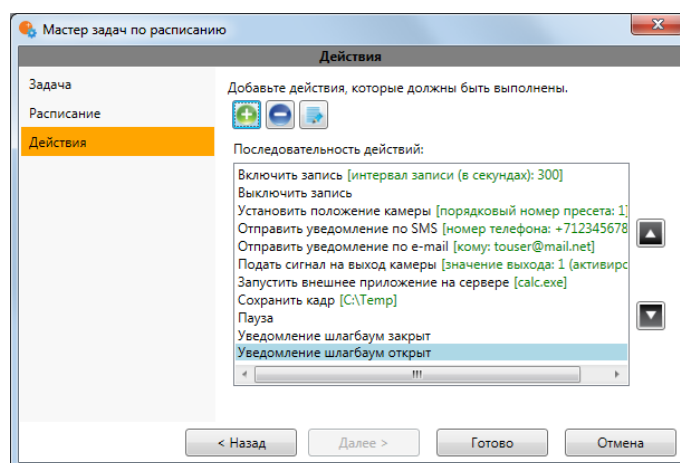 Мастер задач по расписанию
Действия
Задача
Расписание
Действия
Добавьте действия, которые должны быть выполнены.
Последовательность действий:
Включить запись [интервал записи (в секундах): 300]
Выключить запись
Установить положение камеры [порядковый номер пресета: 1]
Отправить уведомление по SMS [номер телефона: +712345678
Отправить уведомление по e-mail [кому: touser@mail.net]
Подать сигнал на выход камеры [значение выхода: 1 (активирс
Запустить внешнее приложение на сервере [calc.exe]
Сохранить кадр [C:\Temp]
Пауза
Уведомление шлагбаум закрыт
Уведомление шлагбаум открыт
< Назад
Далее >
Готово
Отмена